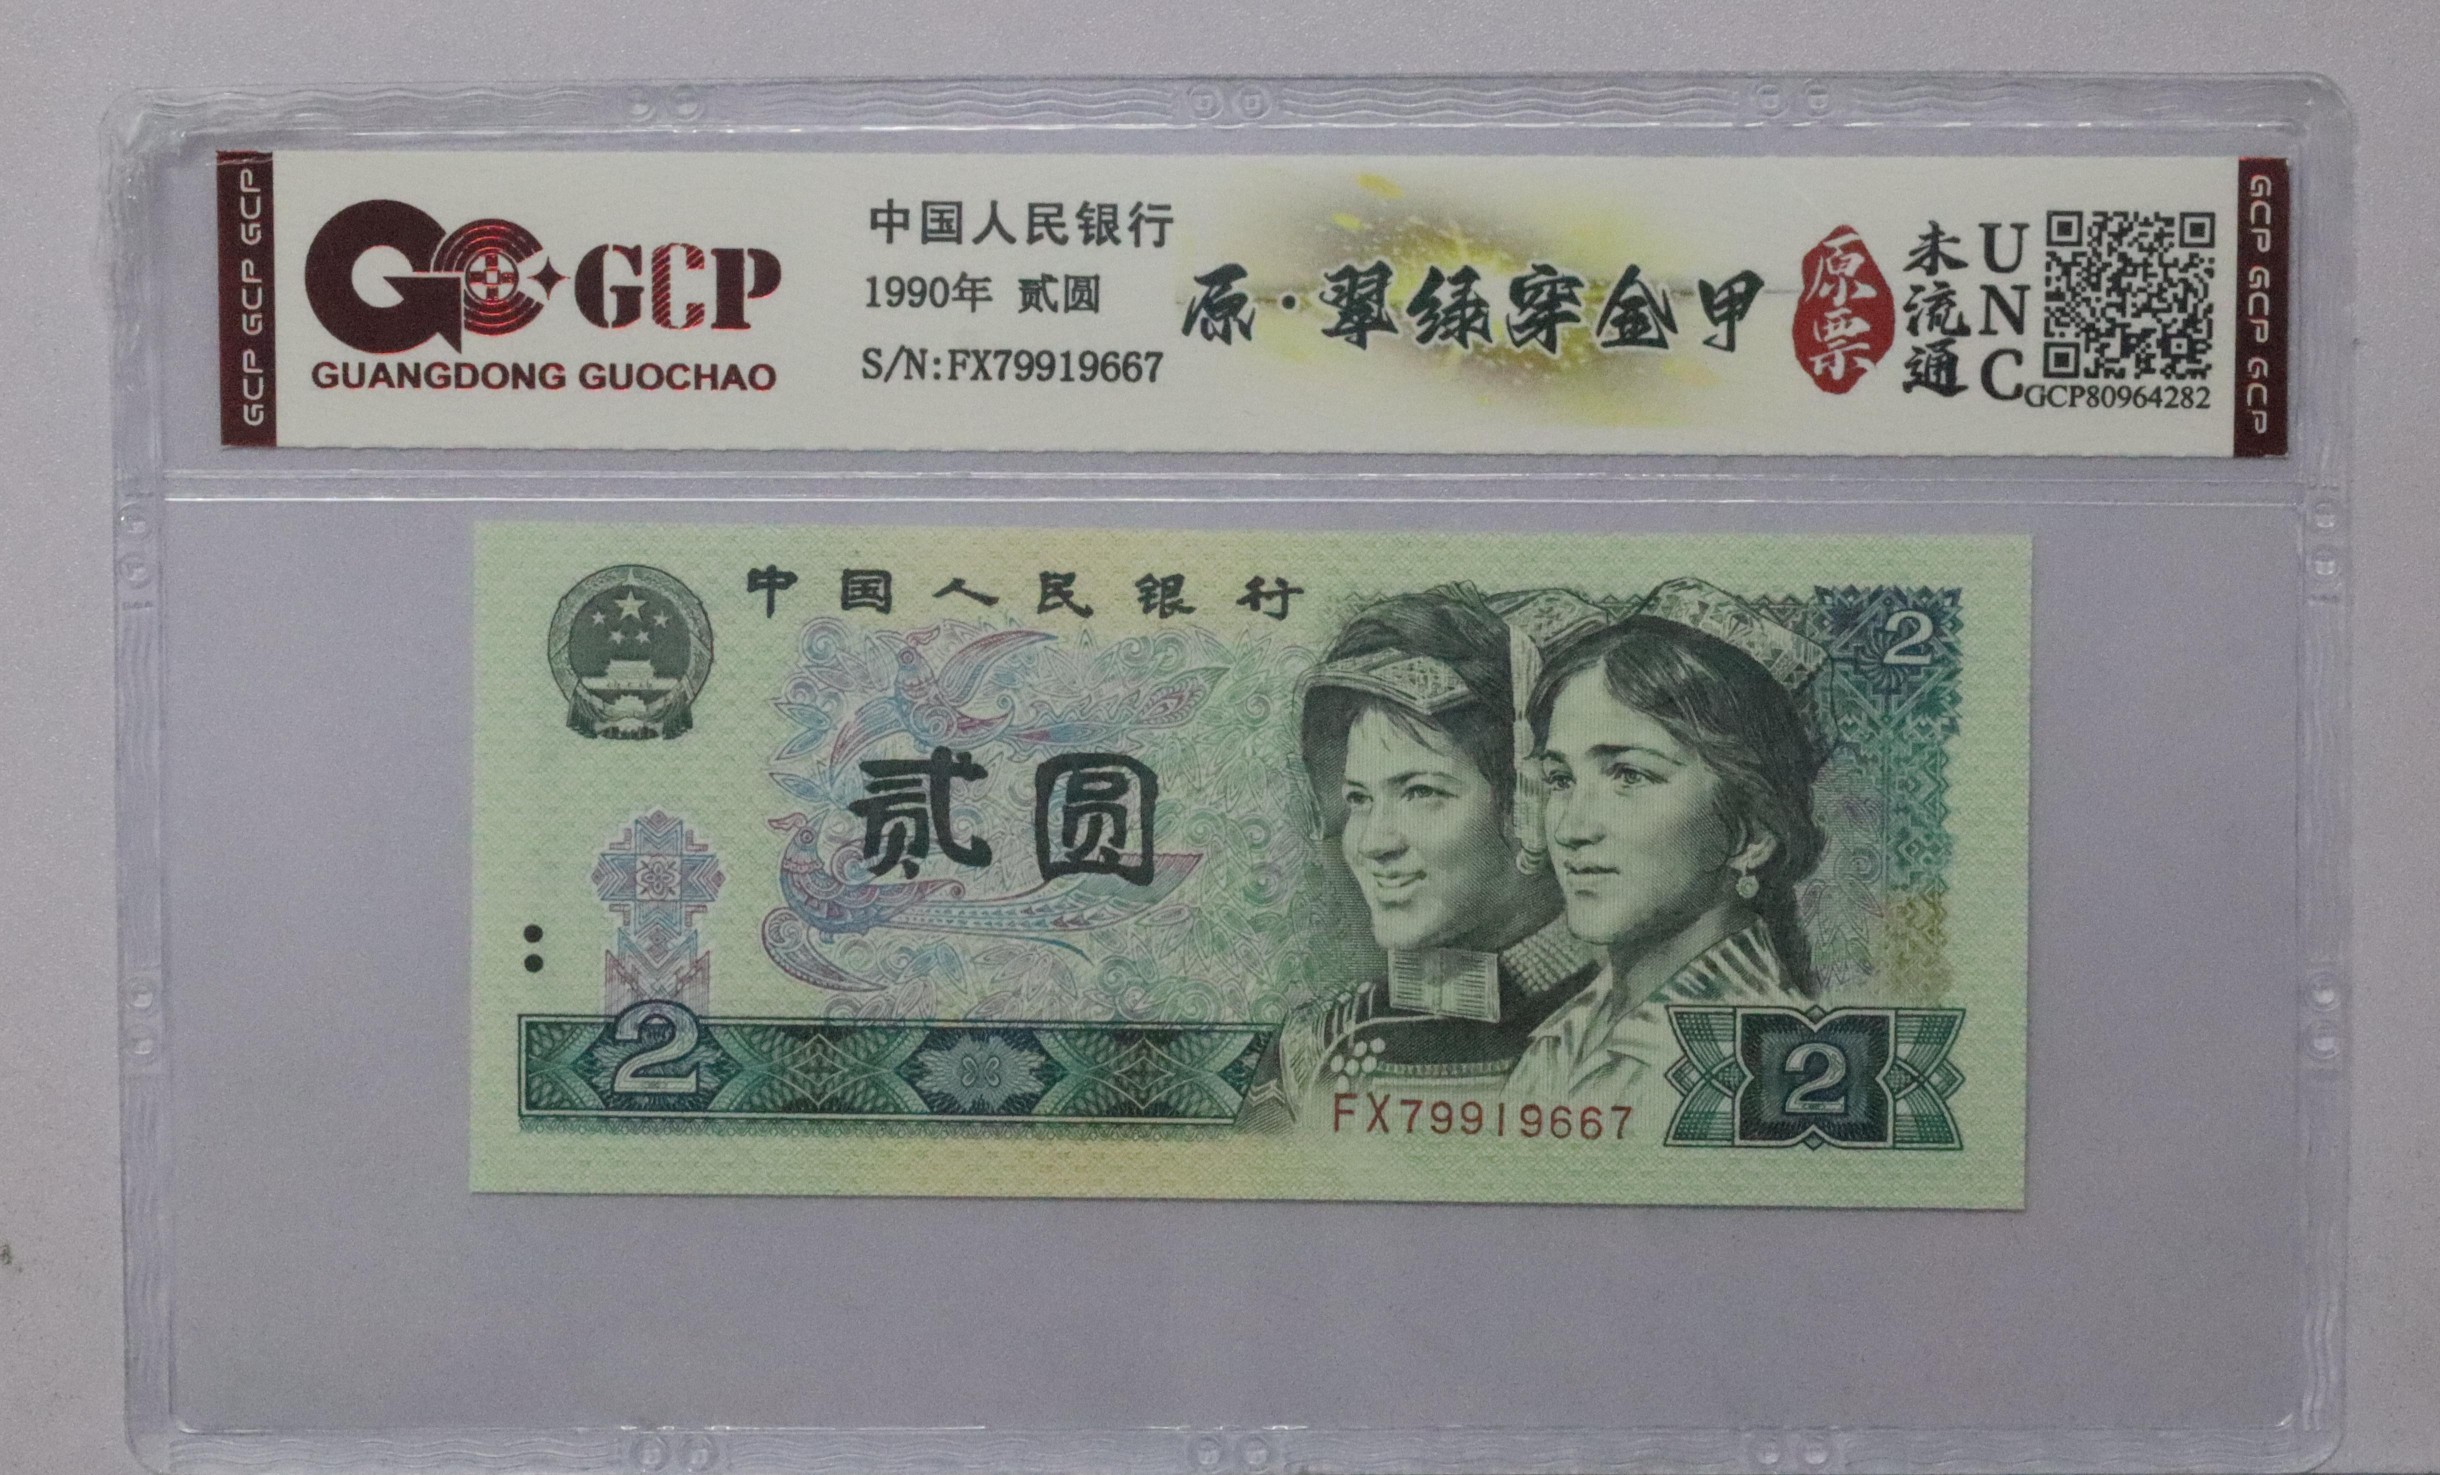 GCP GCP GCP
GCP
GUANGDONG GUOCHAO
中国人民银行
1990年 贰圆
S/N:FX79919667
原·翠绿穿金甲
原票
未流通
UNC
GCP80964282
GCP GCP GCP
中国人民银行
2
贰圆
2
FX79919667
2